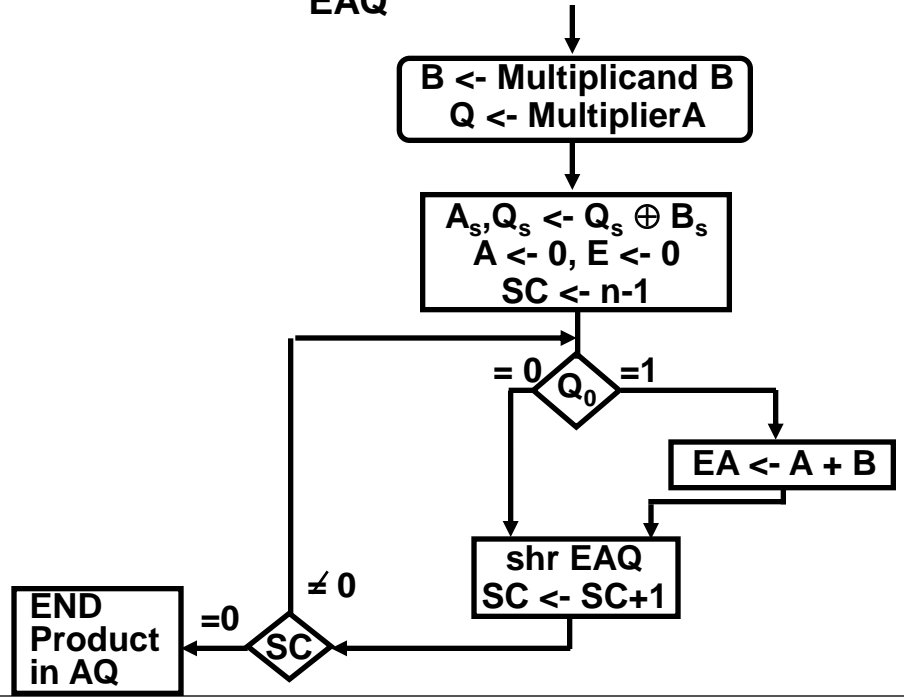 EAQ
B <- Multiplicand B
Q <- MultiplierA
Aₛ,Qₛ <- Qₛ ⊕ Bₛ
A <- 0, E <- 0
SC <- n-1
= 0
Q₀
=1
EA <- A + B
shr EAQ
SC <- SC+1
≠ 0
=0
SC
END
Product
in AQ